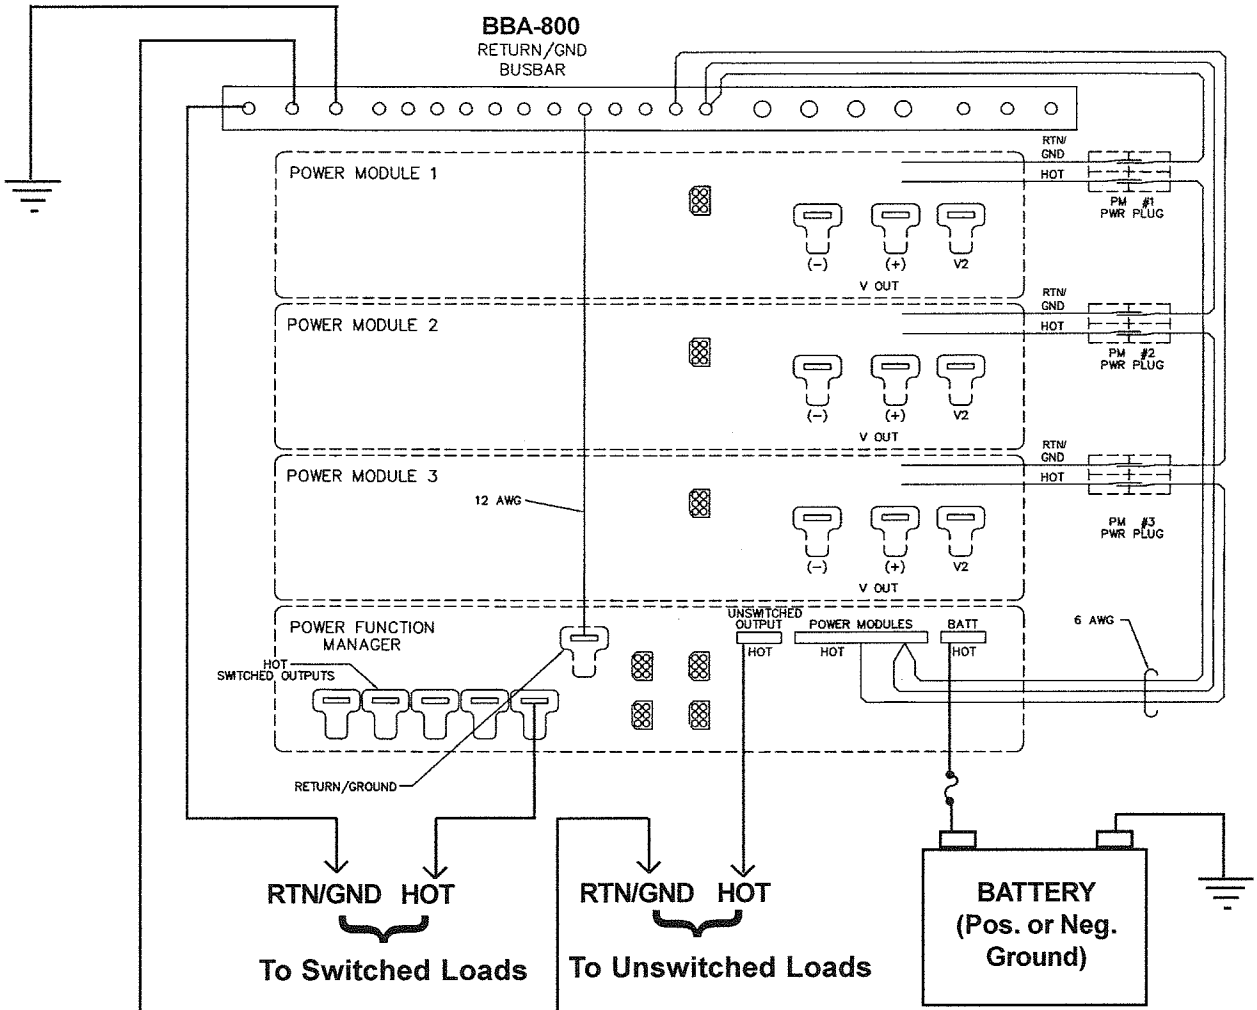 BBA-800
RETURN/GND
BUSBAR
POWER MODULE 1
RTN/
GND
HOT
PM #1
PWR PLUG
(-)
(+)
V2
V OUT
POWER MODULE 2
RTN/
GND
HOT
PM #2
PWR PLUG
(-)
(+)
V2
V OUT
POWER MODULE 3
RTN/
GND
HOT
12 AWG
PM #3
PWR PLUG
(-)
(+)
V2
V OUT
POWER FUNCTION
MANAGER
UNSWITCHED
OUTPUT
HOT
POWER MODULES
HOT
BATT
HOT
6 AWG
HOT
SWITCHED OUTPUTS
RETURN/GROUND
RTN/GND HOT
To Switched Loads
RTN/GND HOT
To Unswitched Loads
BATTERY
(Pos. or Neg.
Ground)